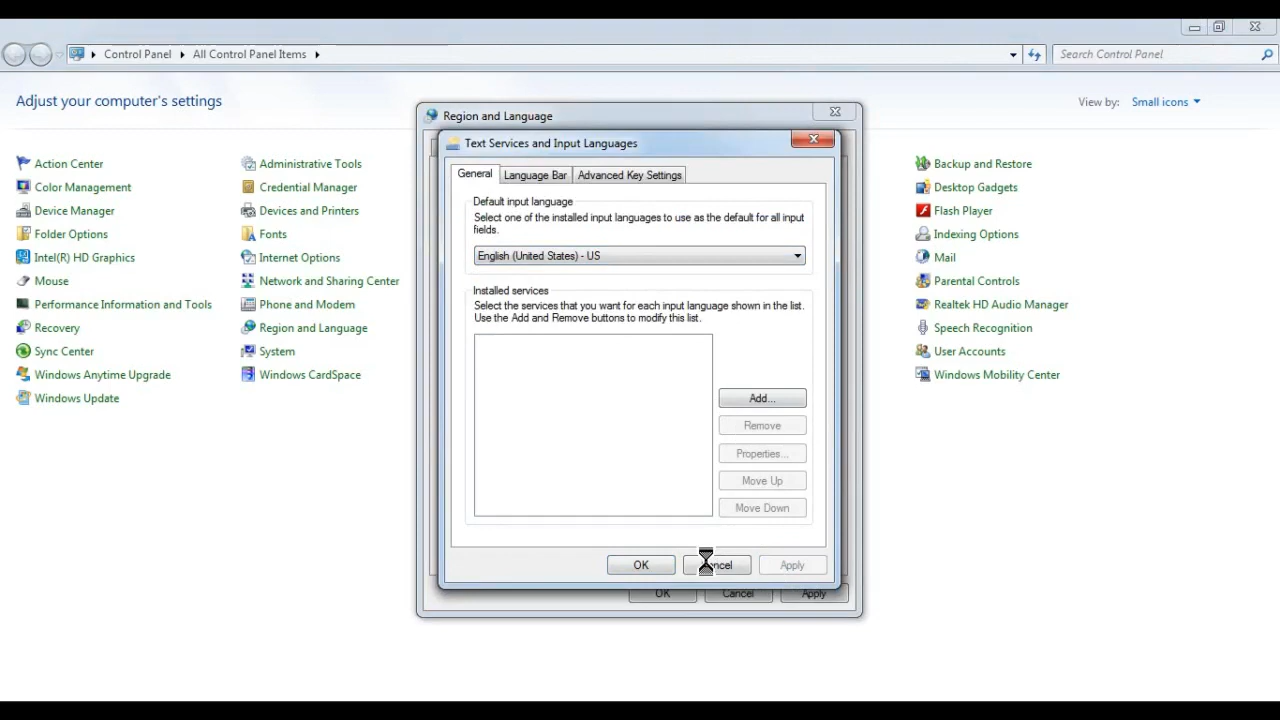 Control Panel
All Control Panel Items
Search Control Panel
Adjust your computer's settings
View by:
Small icons
Action Center
Color Management
Device Manager
Folder Options
Intel(R) HD Graphics
Mouse
Performance Information and Tools
Recovery
Sync Center
Windows Anytime Upgrade
Windows Update
Administrative Tools
Credential Manager
Devices and Printers
Fonts
Internet Options
Network and Sharing Center
Phone and Modem
Region and Language
System
Windows CardSpace
Region and Language
Text Services and Input Languages
General
Language Bar
Advanced Key Settings
Default input language
Select one of the installed input languages to use as the default for all input
fields.
English (United States) - US
Installed services
Select the services that you want for each input language shown in the list.
Use the Add and Remove buttons to modify this list.
Add...
Remove
Properties...
Move Up
Move Down
OK
Apply
OK
Cancel
Apply
Backup and Restore
Desktop Gadgets
Flash Player
Indexing Options
Mail
Parental Controls
Realtek HD Audio Manager
Speech Recognition
User Accounts
Windows Mobility Center